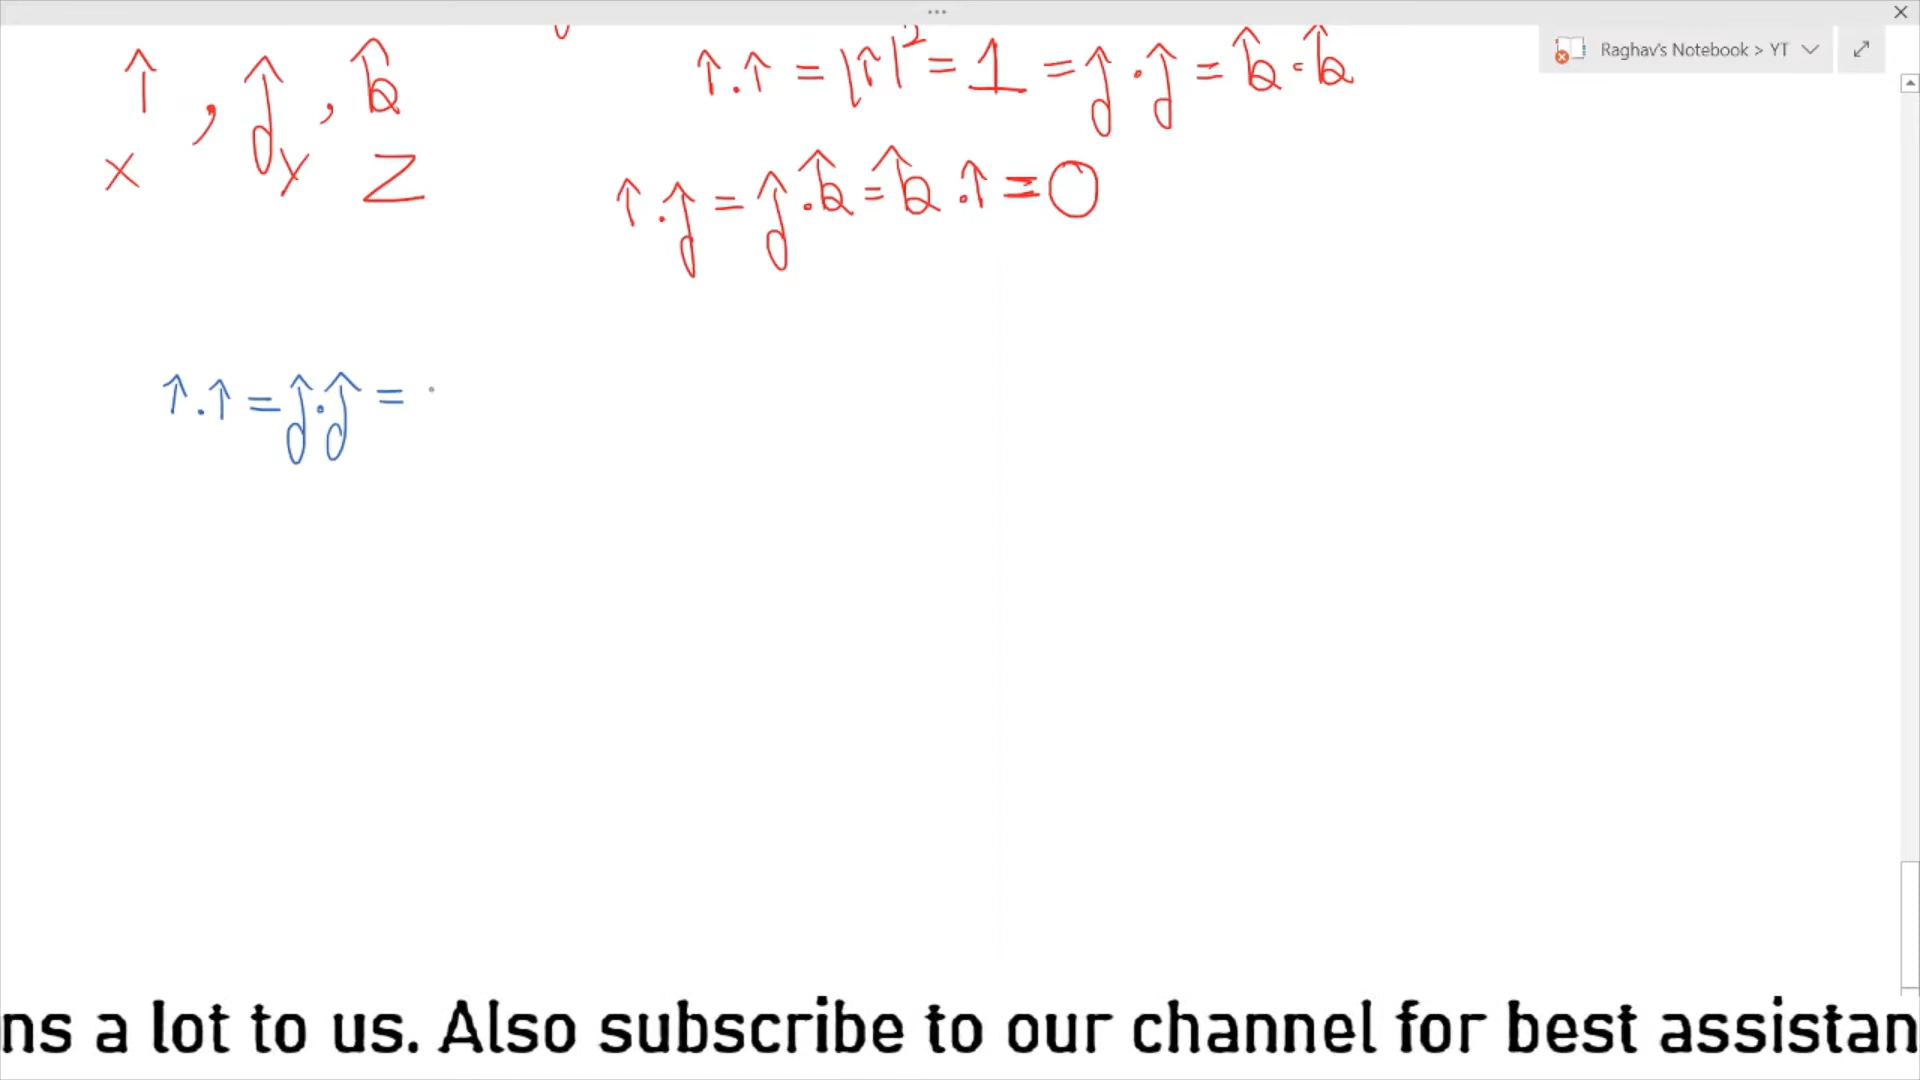 Raghav's Notebook > YT
î . î = |î|² = 1 = ĵ . ĵ = k̂ . k̂
î , ĵ , k̂
x y z
î . ĵ = ĵ . k̂ = k̂ . î = 0
î . î = ĵ . ĵ =
ns a lot to us. Also subscribe to our channel for best assistan